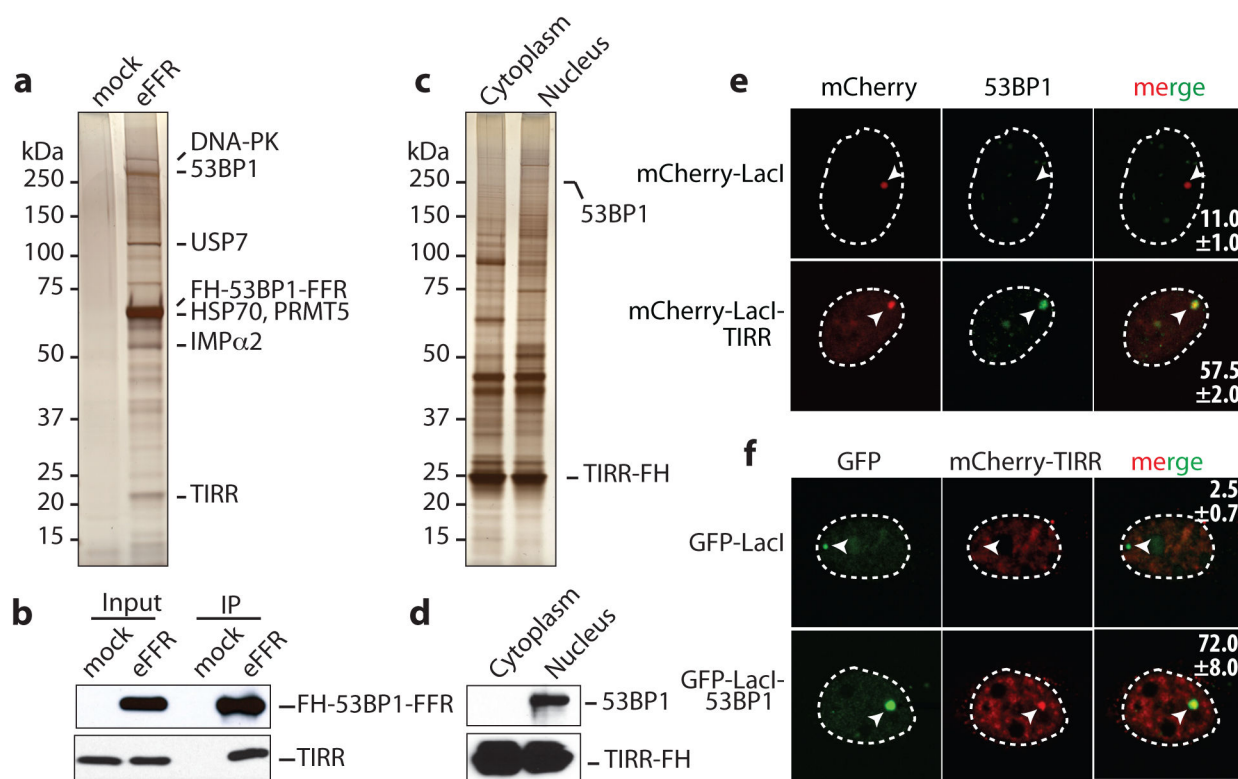 a
mock
eFFR
kDa
250
150
100
75
50
37
25
20
15
DNA-PK
53BP1
USP7
FH-53BP1-FFR
HSP70, PRMT5
IMPα2
TIRR
b
Input
IP
mock
eFFR
mock
eFFR
FH-53BP1-FFR
TIRR
c
Cytoplasm
Nucleus
kDa
250
150
100
75
50
37
25
20
15
53BP1
TIRR-FH
d
Cytoplasm
Nucleus
53BP1
TIRR-FH
e
mCherry
53BP1
merge
mCherry-LacI
11.0
±1.0
mCherry-LacI-
TIRR
57.5
±2.0
f
GFP
mCherry-TIRR
merge
GFP-LacI
2.5
±0.7
GFP-LacI-
53BP1
72.0
±8.0